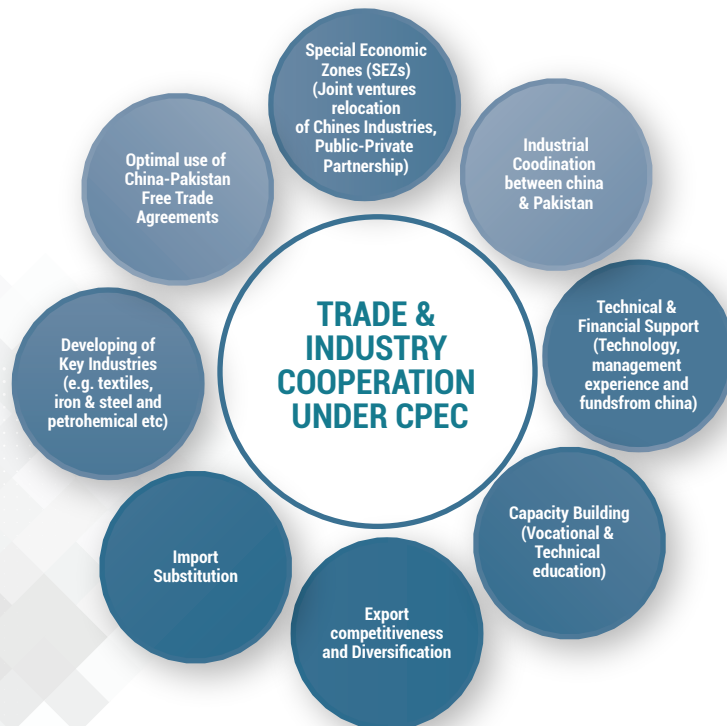 Special Economic
Zones (SEZs)
(Joint ventures
relocation
of Chines Industries,
Public-Private
Partnership)
Industrial
Coodination
between china
& Pakistan
Technical &
Financial Support
(Technology,
management
experience and
fundsfrom china)
Capacity Building
(Vocational &
Technical
education)
Export
competitiveness
and Diversification
Import
Substitution
Developing of
Key Industries
(e.g. textiles,
iron & steel and
petrohemical etc)
Optimal use of
China-Pakistan
Free Trade
Agreements
TRADE &
INDUSTRY
COOPERATION
UNDER CPEC